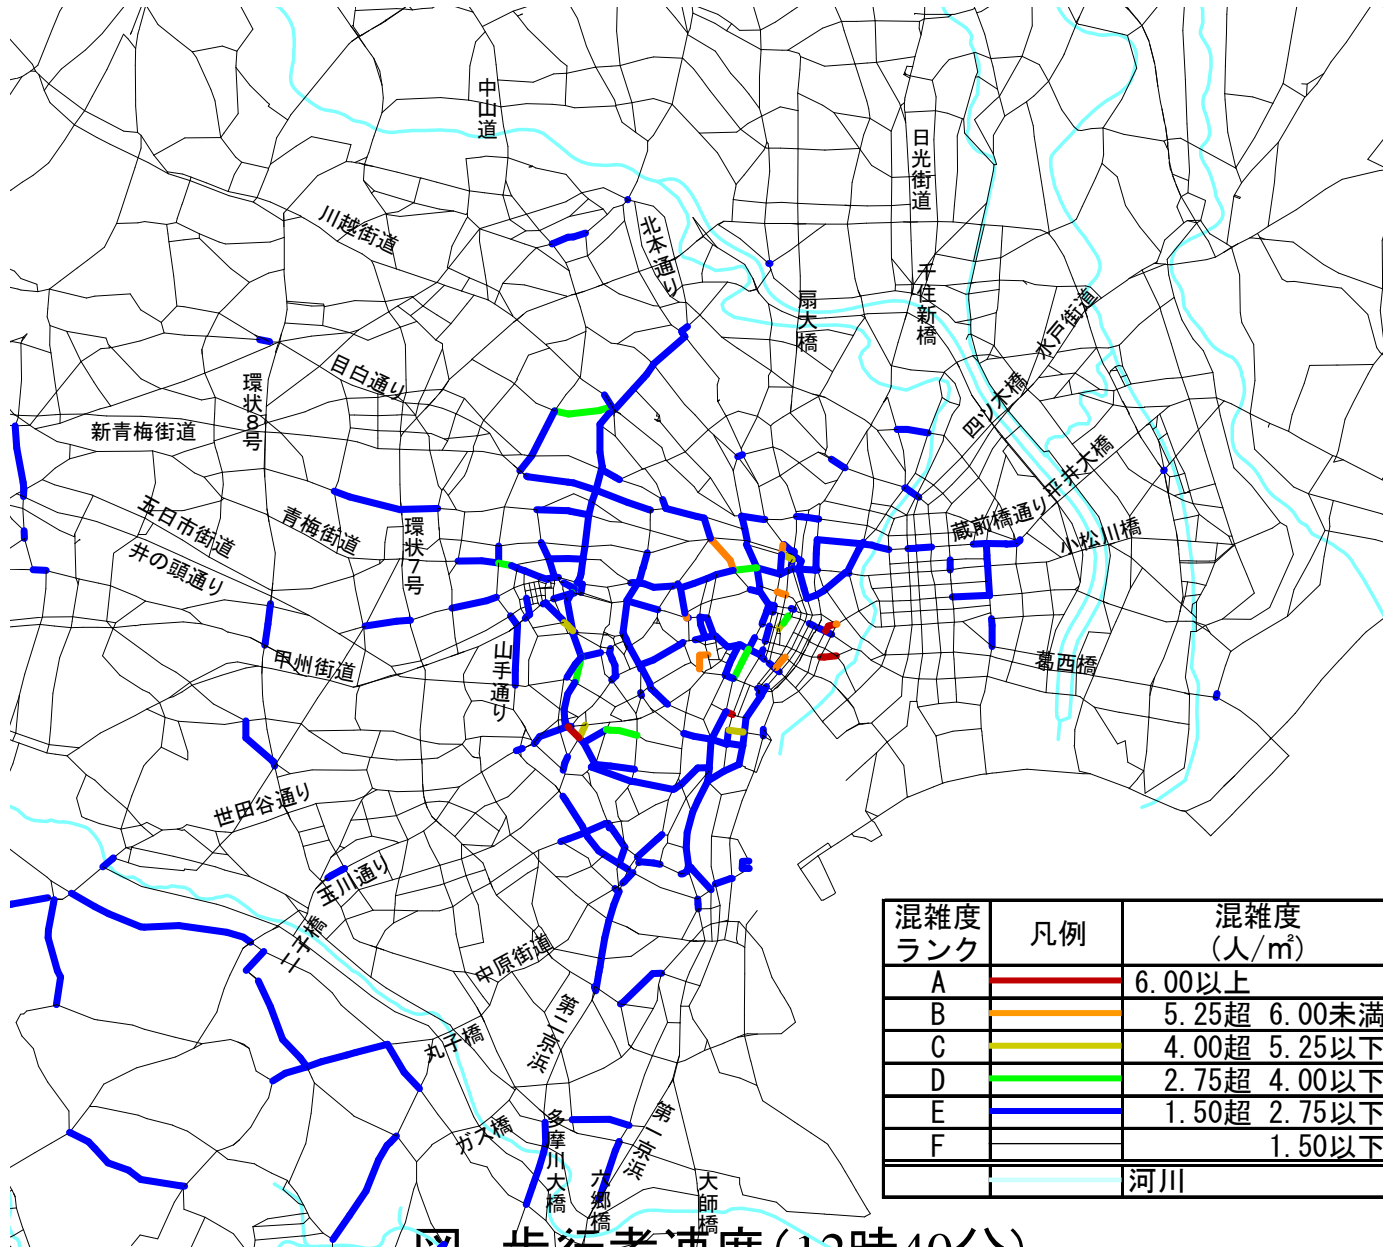 中山道
日光街道
川越街道
北本通り
千住新橋
扇大橋
水戸街道
目白通り
環状8号
四ツ木橋
新青梅街道
平井大橋
五日市街道
青梅街道
環状7号
蔵前橋通り
小松川橋
井の頭通り
甲州街道
山手通り
葛西橋
世田谷通り
玉川通り
二子橋
中原街道
第二京浜
丸子橋
ガス橋
多摩川大橋
第一京浜
六郷橋
大師橋
混雑度ランク 凡例 混雑度(人/㎡)
A 6.00以上
B 5.25超 6.00未満
C 4.00超 5.25以下
D 2.75超 4.00以下
E 1.50超 2.75以下
F 1.50以下
河川